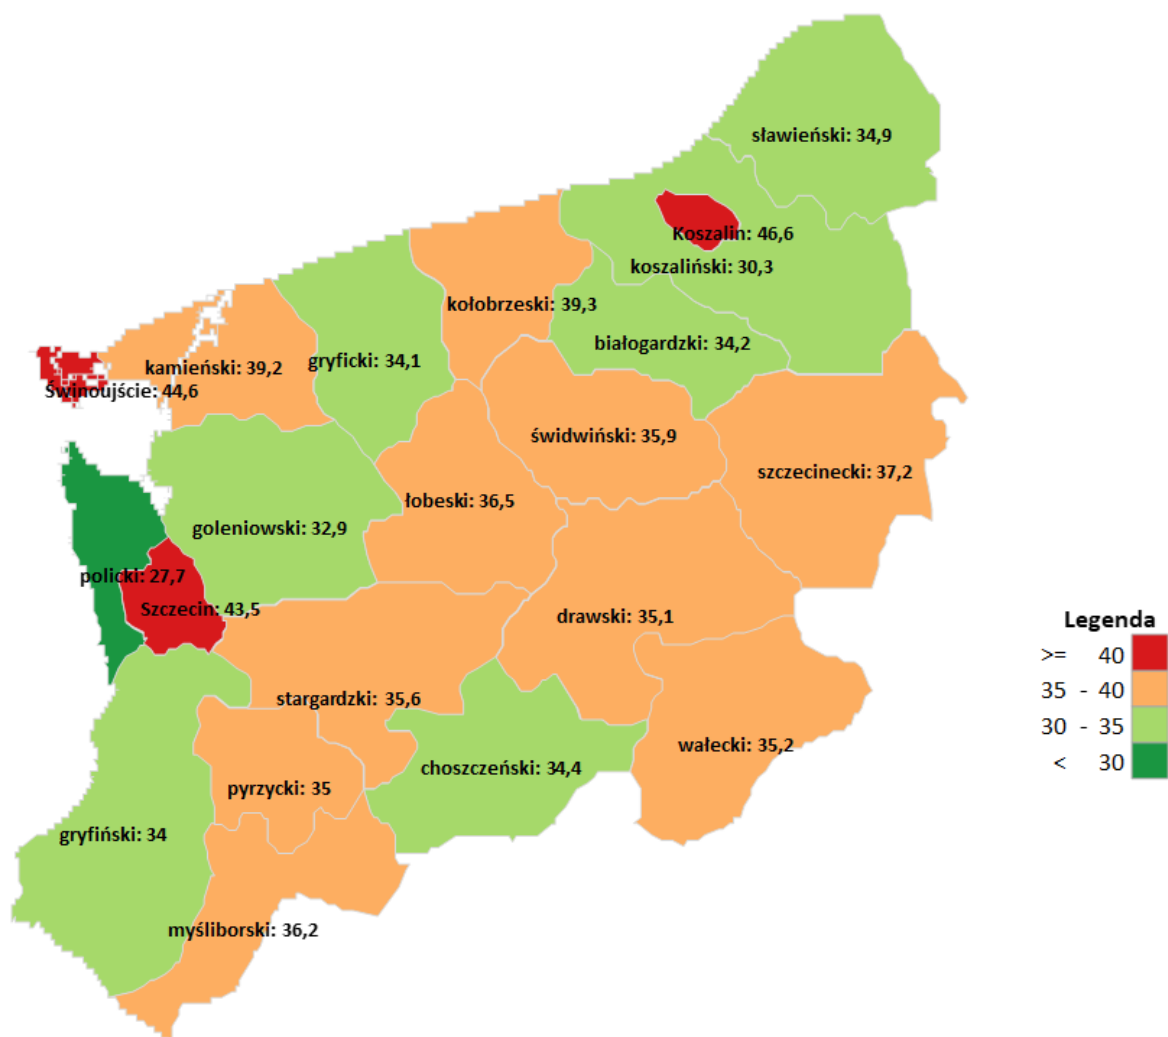 sławieński: 34,9
Koszalin: 46,6
koszaliński: 30,3
kołobrzeski: 39,3
białogardzki: 34,2
gryficki: 34,1
kamieński: 39,2
Świnoujście: 44,6
świdwiński: 35,9
szczecinecki: 37,2
łobeski: 36,5
goleniowski: 32,9
policki: 27,7
Szczecin: 43,5
drawski: 35,1
stargardzki: 35,6
wałecki: 35,2
choszczeński: 34,4
pyrzycki: 35
gryfiński: 34
myśliborski: 36,2
Legenda
>= 40
35 - 40
30 - 35
< 30